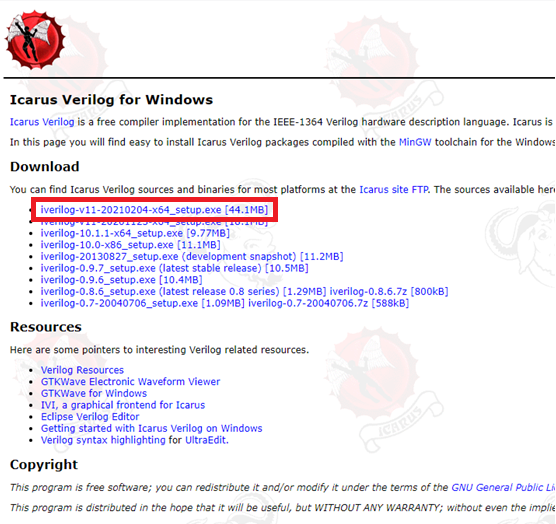 Icarus Verilog for Windows
Icarus Verilog is a free compiler implementation for the IEEE-1364 Verilog hardware description language. Icarus is
In this page you will find easy to install Icarus Verilog packages compiled with the MinGW toolchain for the Windows
Download
You can find Icarus Verilog sources and binaries for most platforms at the Icarus site FTP. The sources available here
iverilog-v11-20210204-x64_setup.exe [44.1MB]
iverilog-v11-20201123-x64_setup.exe [18.1MB]
iverilog-10.1.1-x64_setup.exe [9.77MB]
iverilog-10.0-x86_setup.exe [11.1MB]
iverilog-20130827_setup.exe (development snapshot) [11.2MB]
iverilog-0.9.7_setup.exe (latest stable release) [10.5MB]
iverilog-0.9.6_setup.exe [10.4MB]
iverilog-0.8.6_setup.exe (latest release 0.8 series) [1.29MB] iverilog-0.8.6.7z [800kB]
iverilog-0.7-20040706_setup.exe [1.09MB] iverilog-0.7-20040706.7z [588kB]
Resources
Here are some pointers to interesting Verilog related resources.
Verilog Resources
GTKWave Electronic Waveform Viewer
GTKWave for Windows
IVI, a graphical frontend for Icarus
Eclipse Verilog Editor
Getting started with Icarus Verilog on Windows
Verilog syntax highlighting for UltraEdit.
Copyright
This program is free software; you can redistribute it and/or modify it under the terms of the GNU General Public Li
This program is distributed in the hope that it will be useful, but WITHOUT ANY WARRANTY; without even the implie
ICARUS